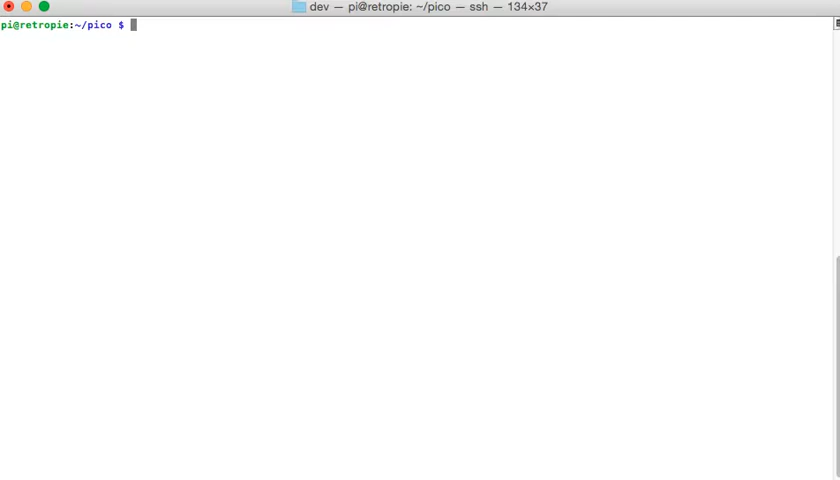 dev — pi@retropie: ~/pico — ssh — 134×37
pi@retropie:~/pico $